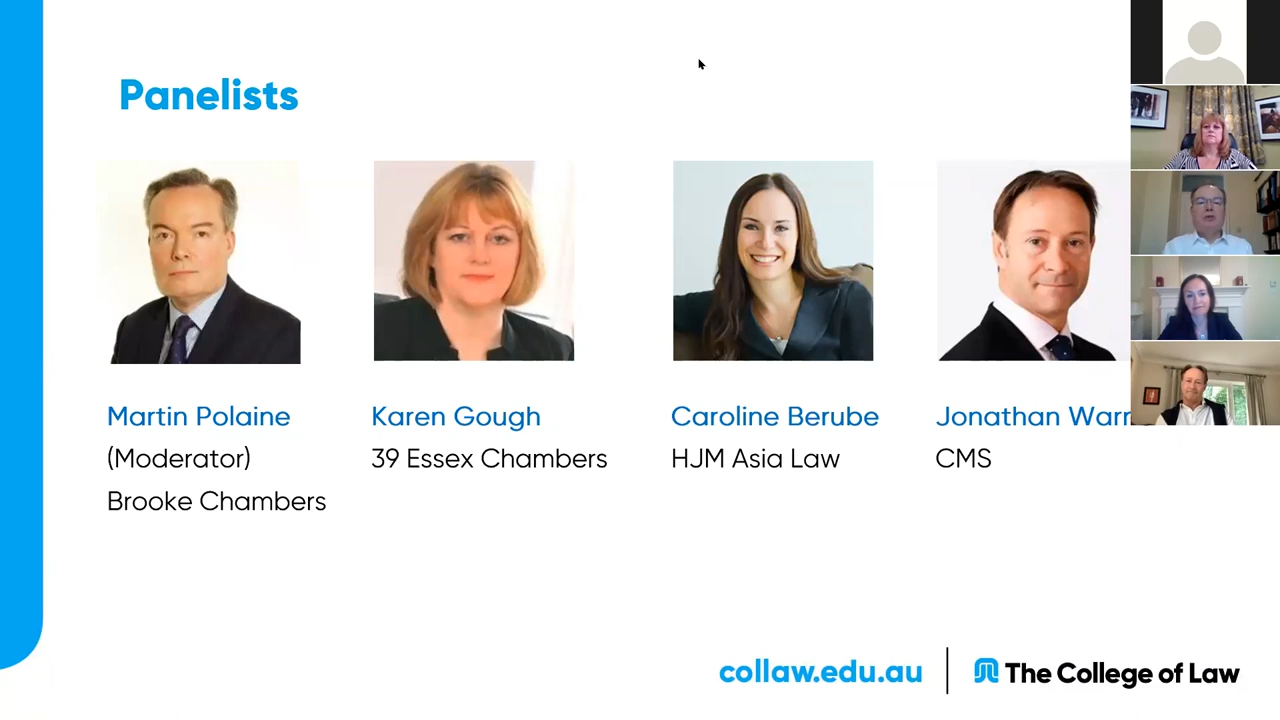 Panelists
Martin Polaine
(Moderator)
Brooke Chambers
Karen Gough
39 Essex Chambers
Caroline Berube
HJM Asia Law
Jonathan
CMS
collaw.edu.au
The College of Law